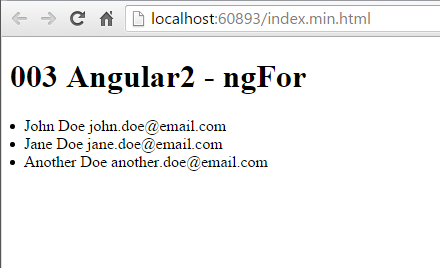 localhost:60893/index.min.html
003 Angular2 - ngFor
John Doe john.doe@email.com
Jane Doe jane.doe@email.com
Another Doe another.doe@email.com